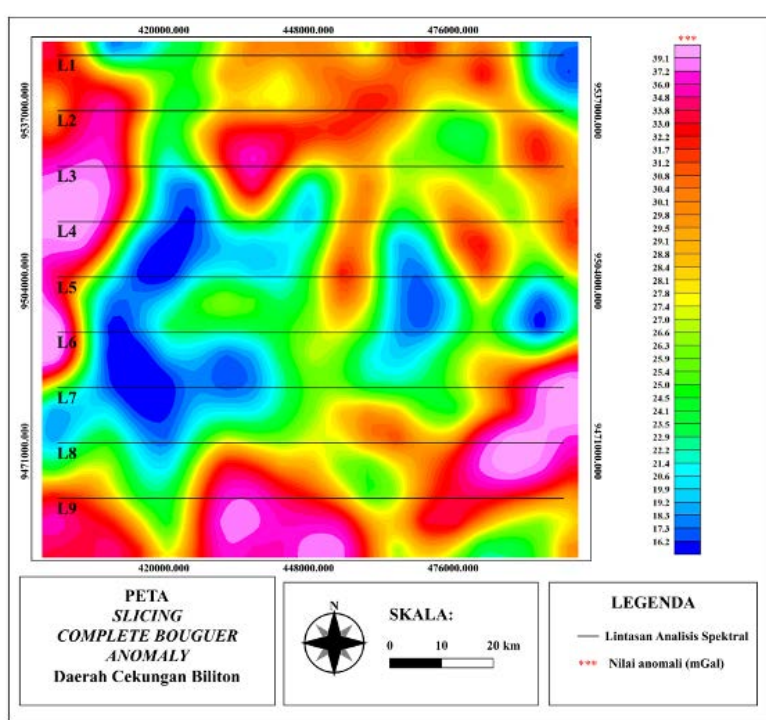 420000.000 448000.000 476000.000
***
L1
L2
L3
L4
L5
L6
L7
L8
L9
9537000.000
9504000.000
9471000.000
9537000.000
9504000.000
9471000.000
39.1
37.2
36.0
34.8
33.8
33.0
32.2
31.7
31.2
30.8
30.4
30.1
29.8
29.5
29.1
28.8
28.4
28.1
27.8
27.4
27.0
26.6
26.3
25.9
25.4
25.0
24.5
24.1
23.5
22.9
22.2
21.4
20.6
19.9
19.2
18.3
17.3
16.2
420000.000 448000.000 476000.000
PETA
SLICING
COMPLETE BOUGUER
ANOMALY
Daerah Cekungan Biliton
N
SKALA:
0 10 20 km
LEGENDA
Lintasan Analisis Spektral
*** Nilai anomali (mGal)